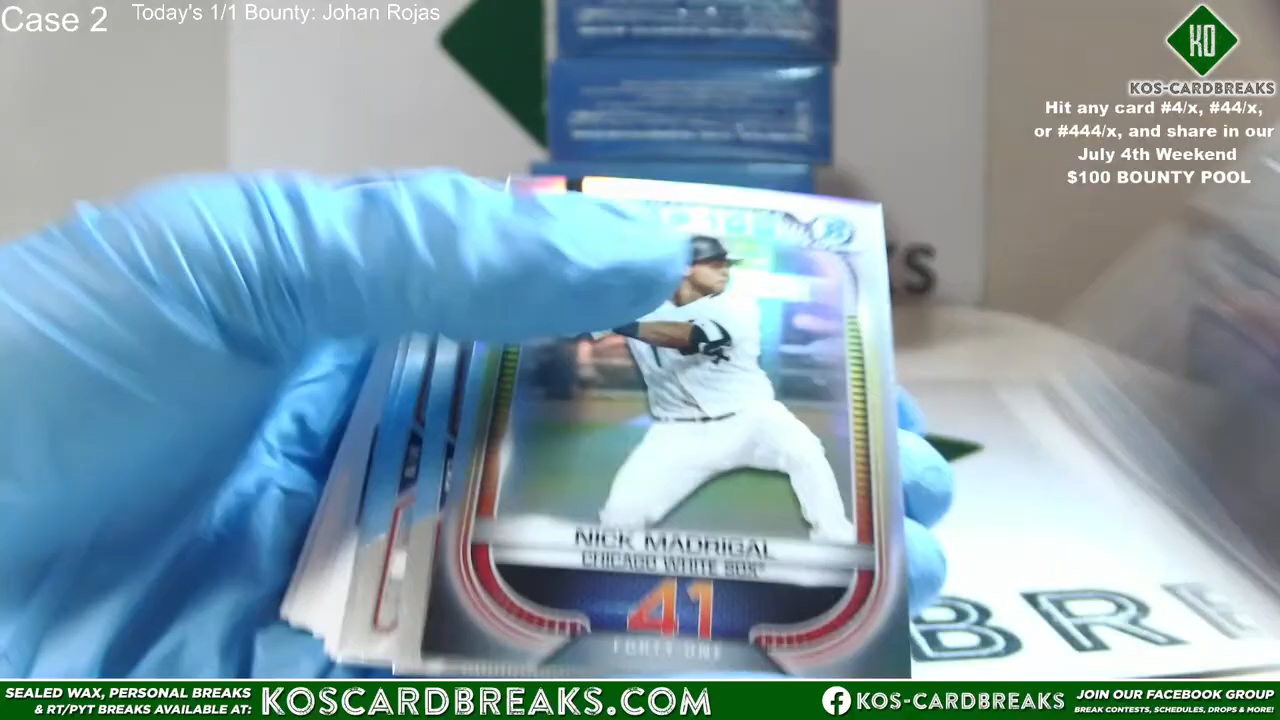 Case 2
Today's 1/1 Bounty: Johan Rojas
KO
KOS-CARDBREAKS
Hit any card #4/x, #44/x,
or #444/x, and share in our
July 4th Weekend
$100 BOUNTY POOL
KS
NICK MADRIGAL
CHICAGO WHITE SOX
41
FORTY-ONE
BRE
SEALED WAX, PERSONAL BREAKS
& RT/PYT BREAKS AVAILABLE AT:
KOSCARDBREAKS.COM
KOS-CARDBREAKS
JOIN OUR FACEBOOK GROUP
BREAK CONTESTS, SCHEDULES, DROPS & MORE!